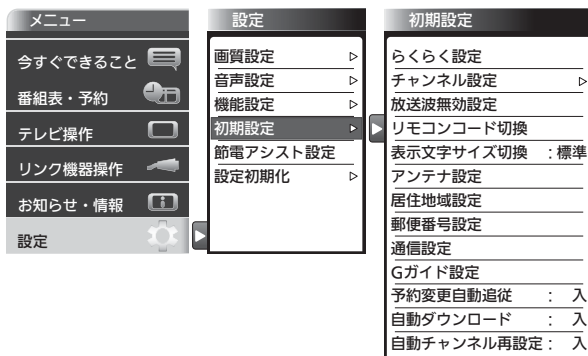 メニュー
今すぐできること
番組表・予約
テレビ操作
リンク機器操作
お知らせ・情報
設定
設定
画質設定
音声設定
機能設定
初期設定
節電アシスト設定
設定初期化
初期設定
らくらく設定
チャンネル設定
放送波無効設定
リモコンコード切換
表示文字サイズ切換 : 標準
アンテナ設定
居住地域設定
郵便番号設定
通信設定
Gガイド設定
予約変更自動追従 : 入
自動ダウンロード : 入
自動チャンネル再設定 : 入